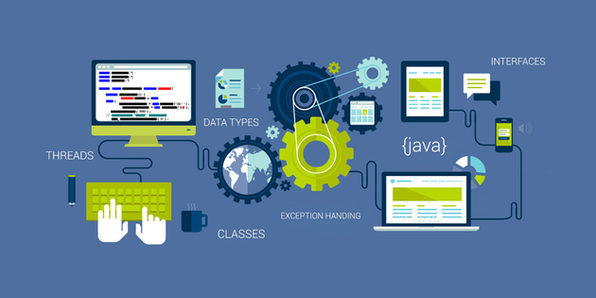 INTERFACES
DATA TYPES
{java}
THREADS
EXCEPTION HANDING
CLASSES